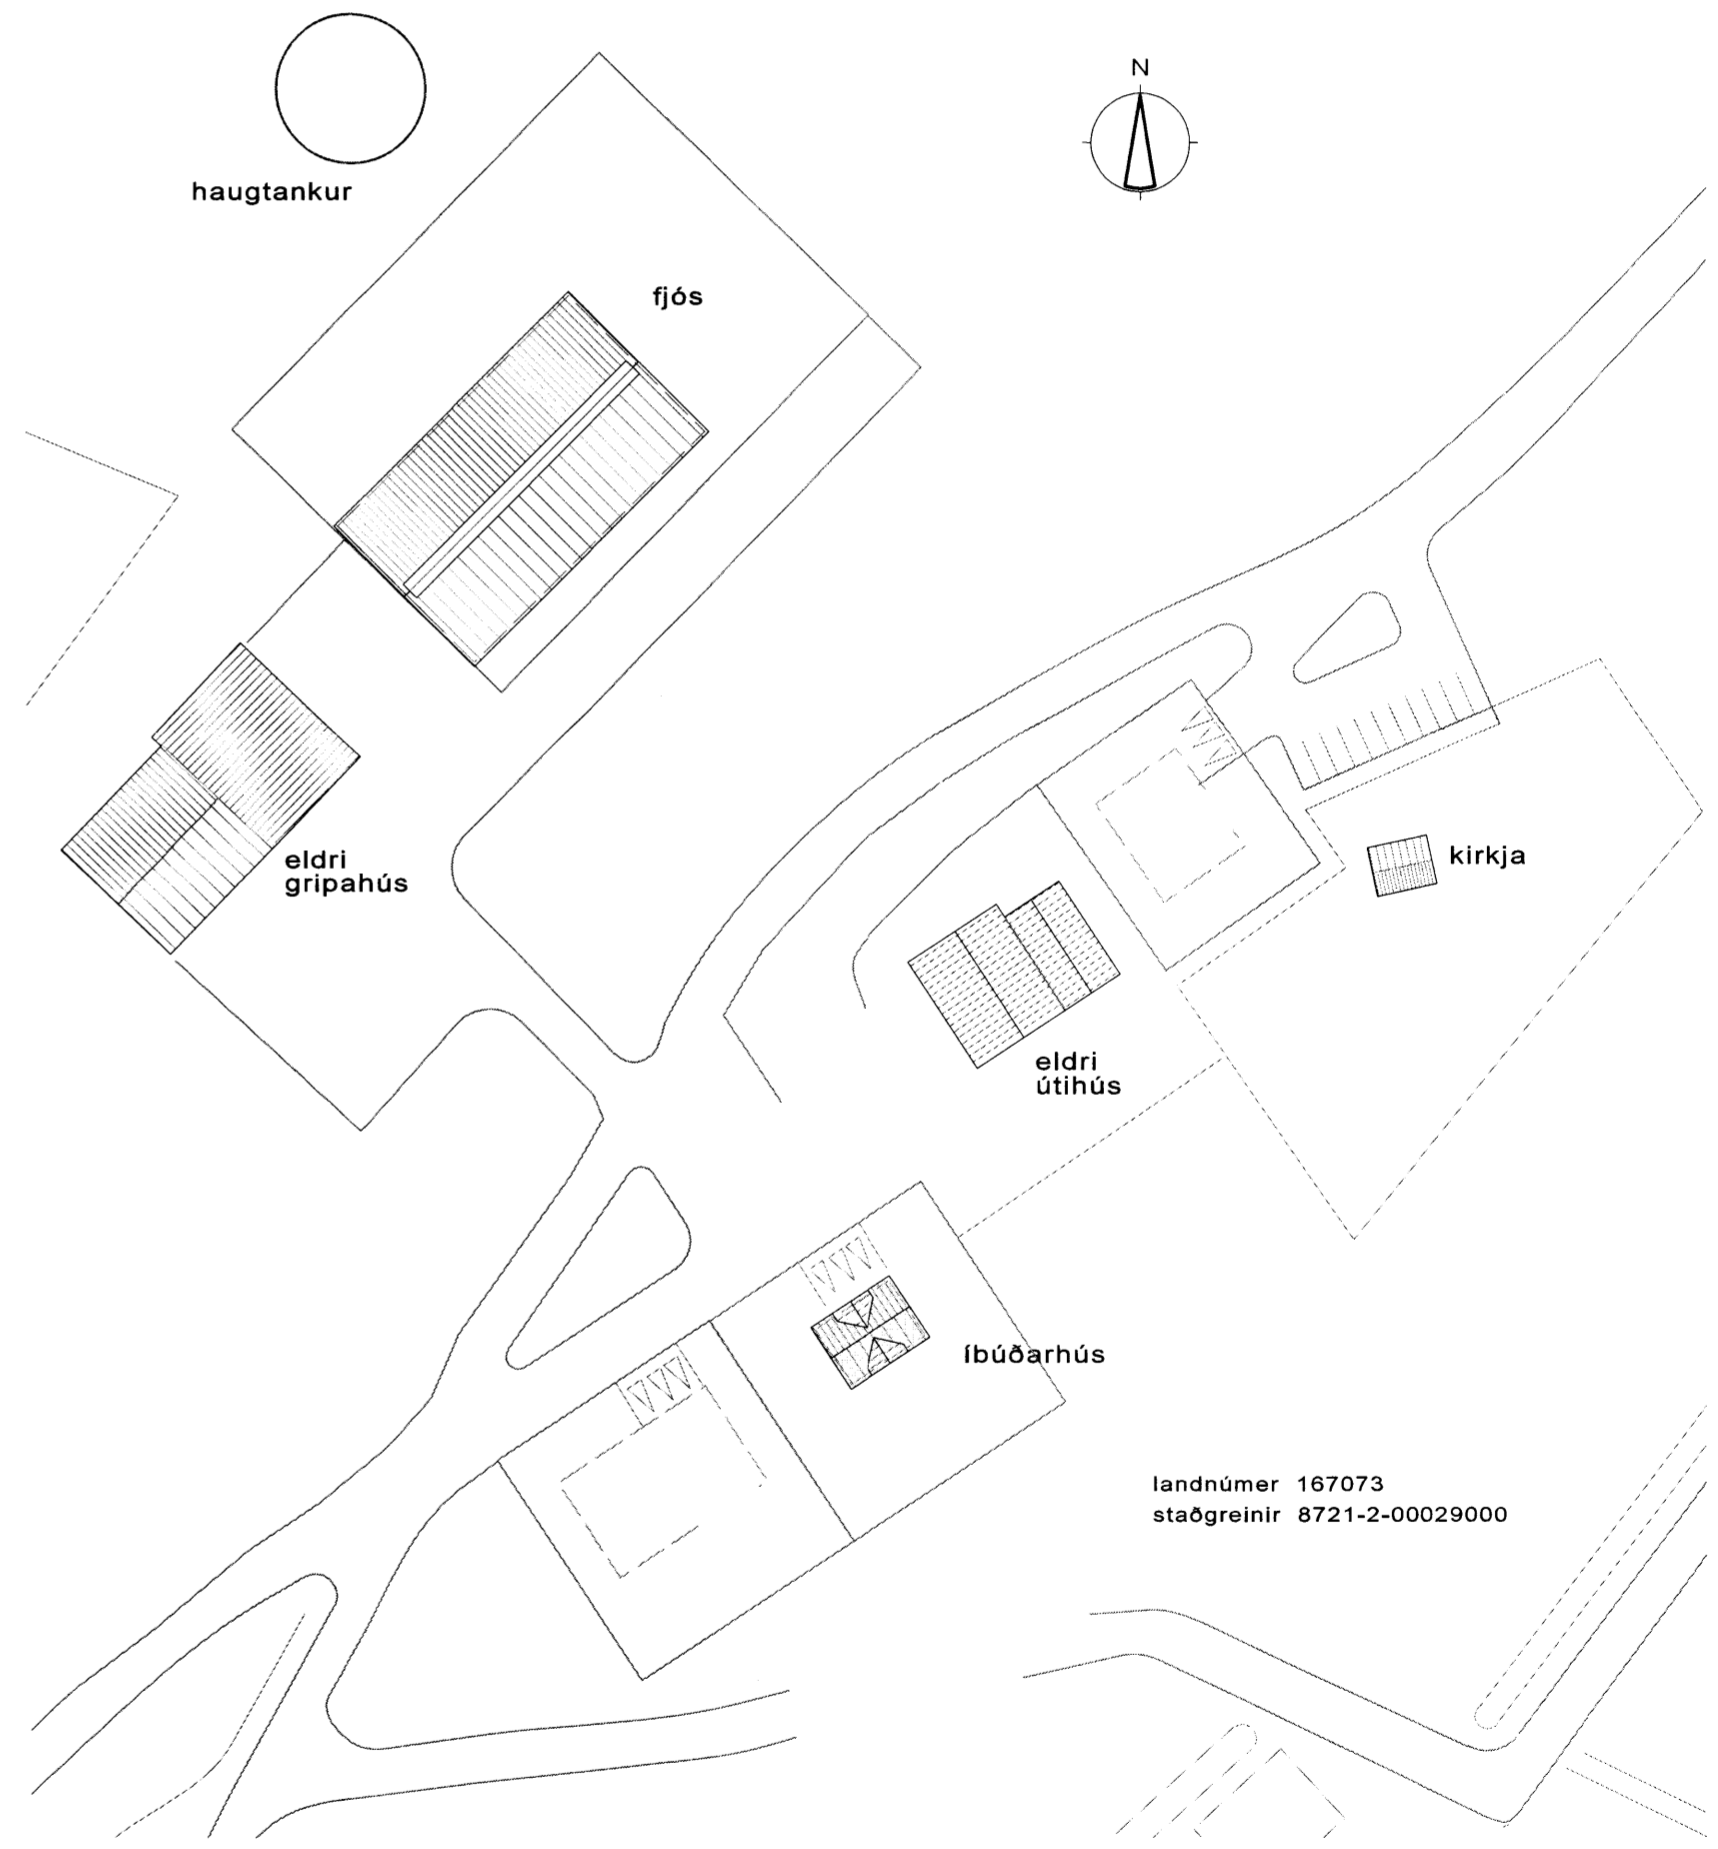 N
haugtankur
fjós
eldri
gripahús
kirkja
eldri
útihús
íbúðarhús
landnúmer 167073
staðgreinir 8721-2-00029000